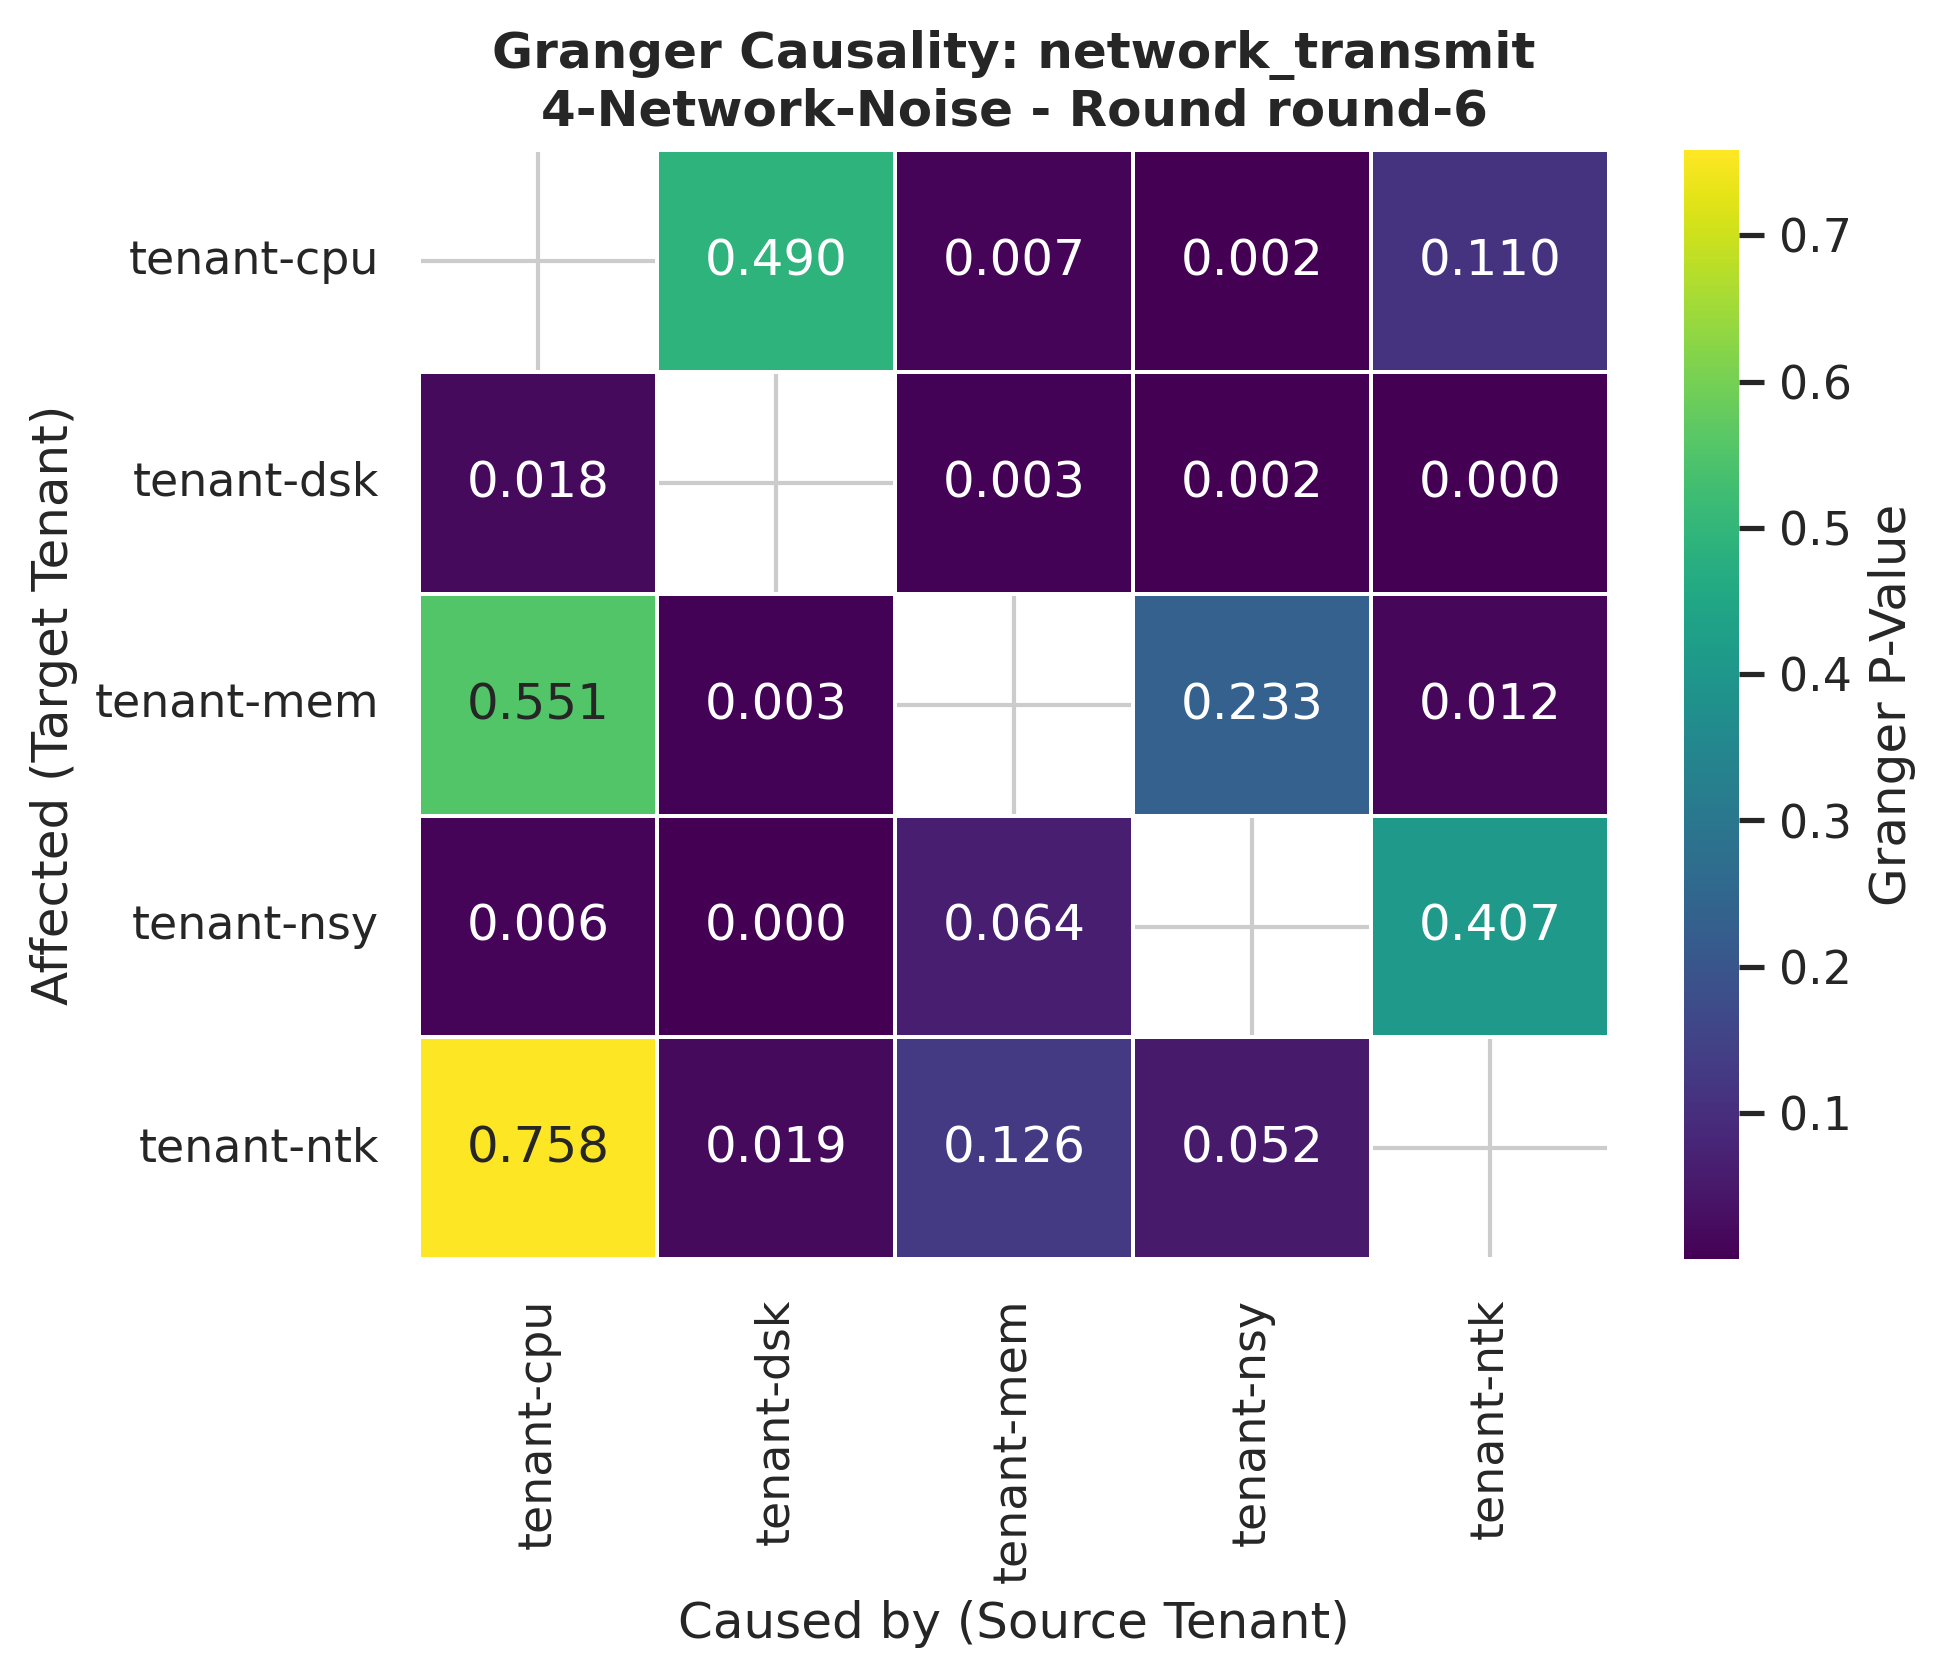 Granger Causality: network_transmit
4-Network-Noise - Round round-6
Affected (Target Tenant)
tenant-cpu
0.490
0.007
0.002
0.110
tenant-dsk
0.018
0.003
0.002
0.000
tenant-mem
0.551
0.003
0.233
0.012
tenant-nsy
0.006
0.000
0.064
0.407
tenant-ntk
0.758
0.019
0.126
0.052
tenant-cpu
tenant-dsk
tenant-mem
tenant-nsy
tenant-ntk
Caused by (Source Tenant)
0.7
0.6
0.5
0.4
0.3
0.2
0.1
Granger P-Value